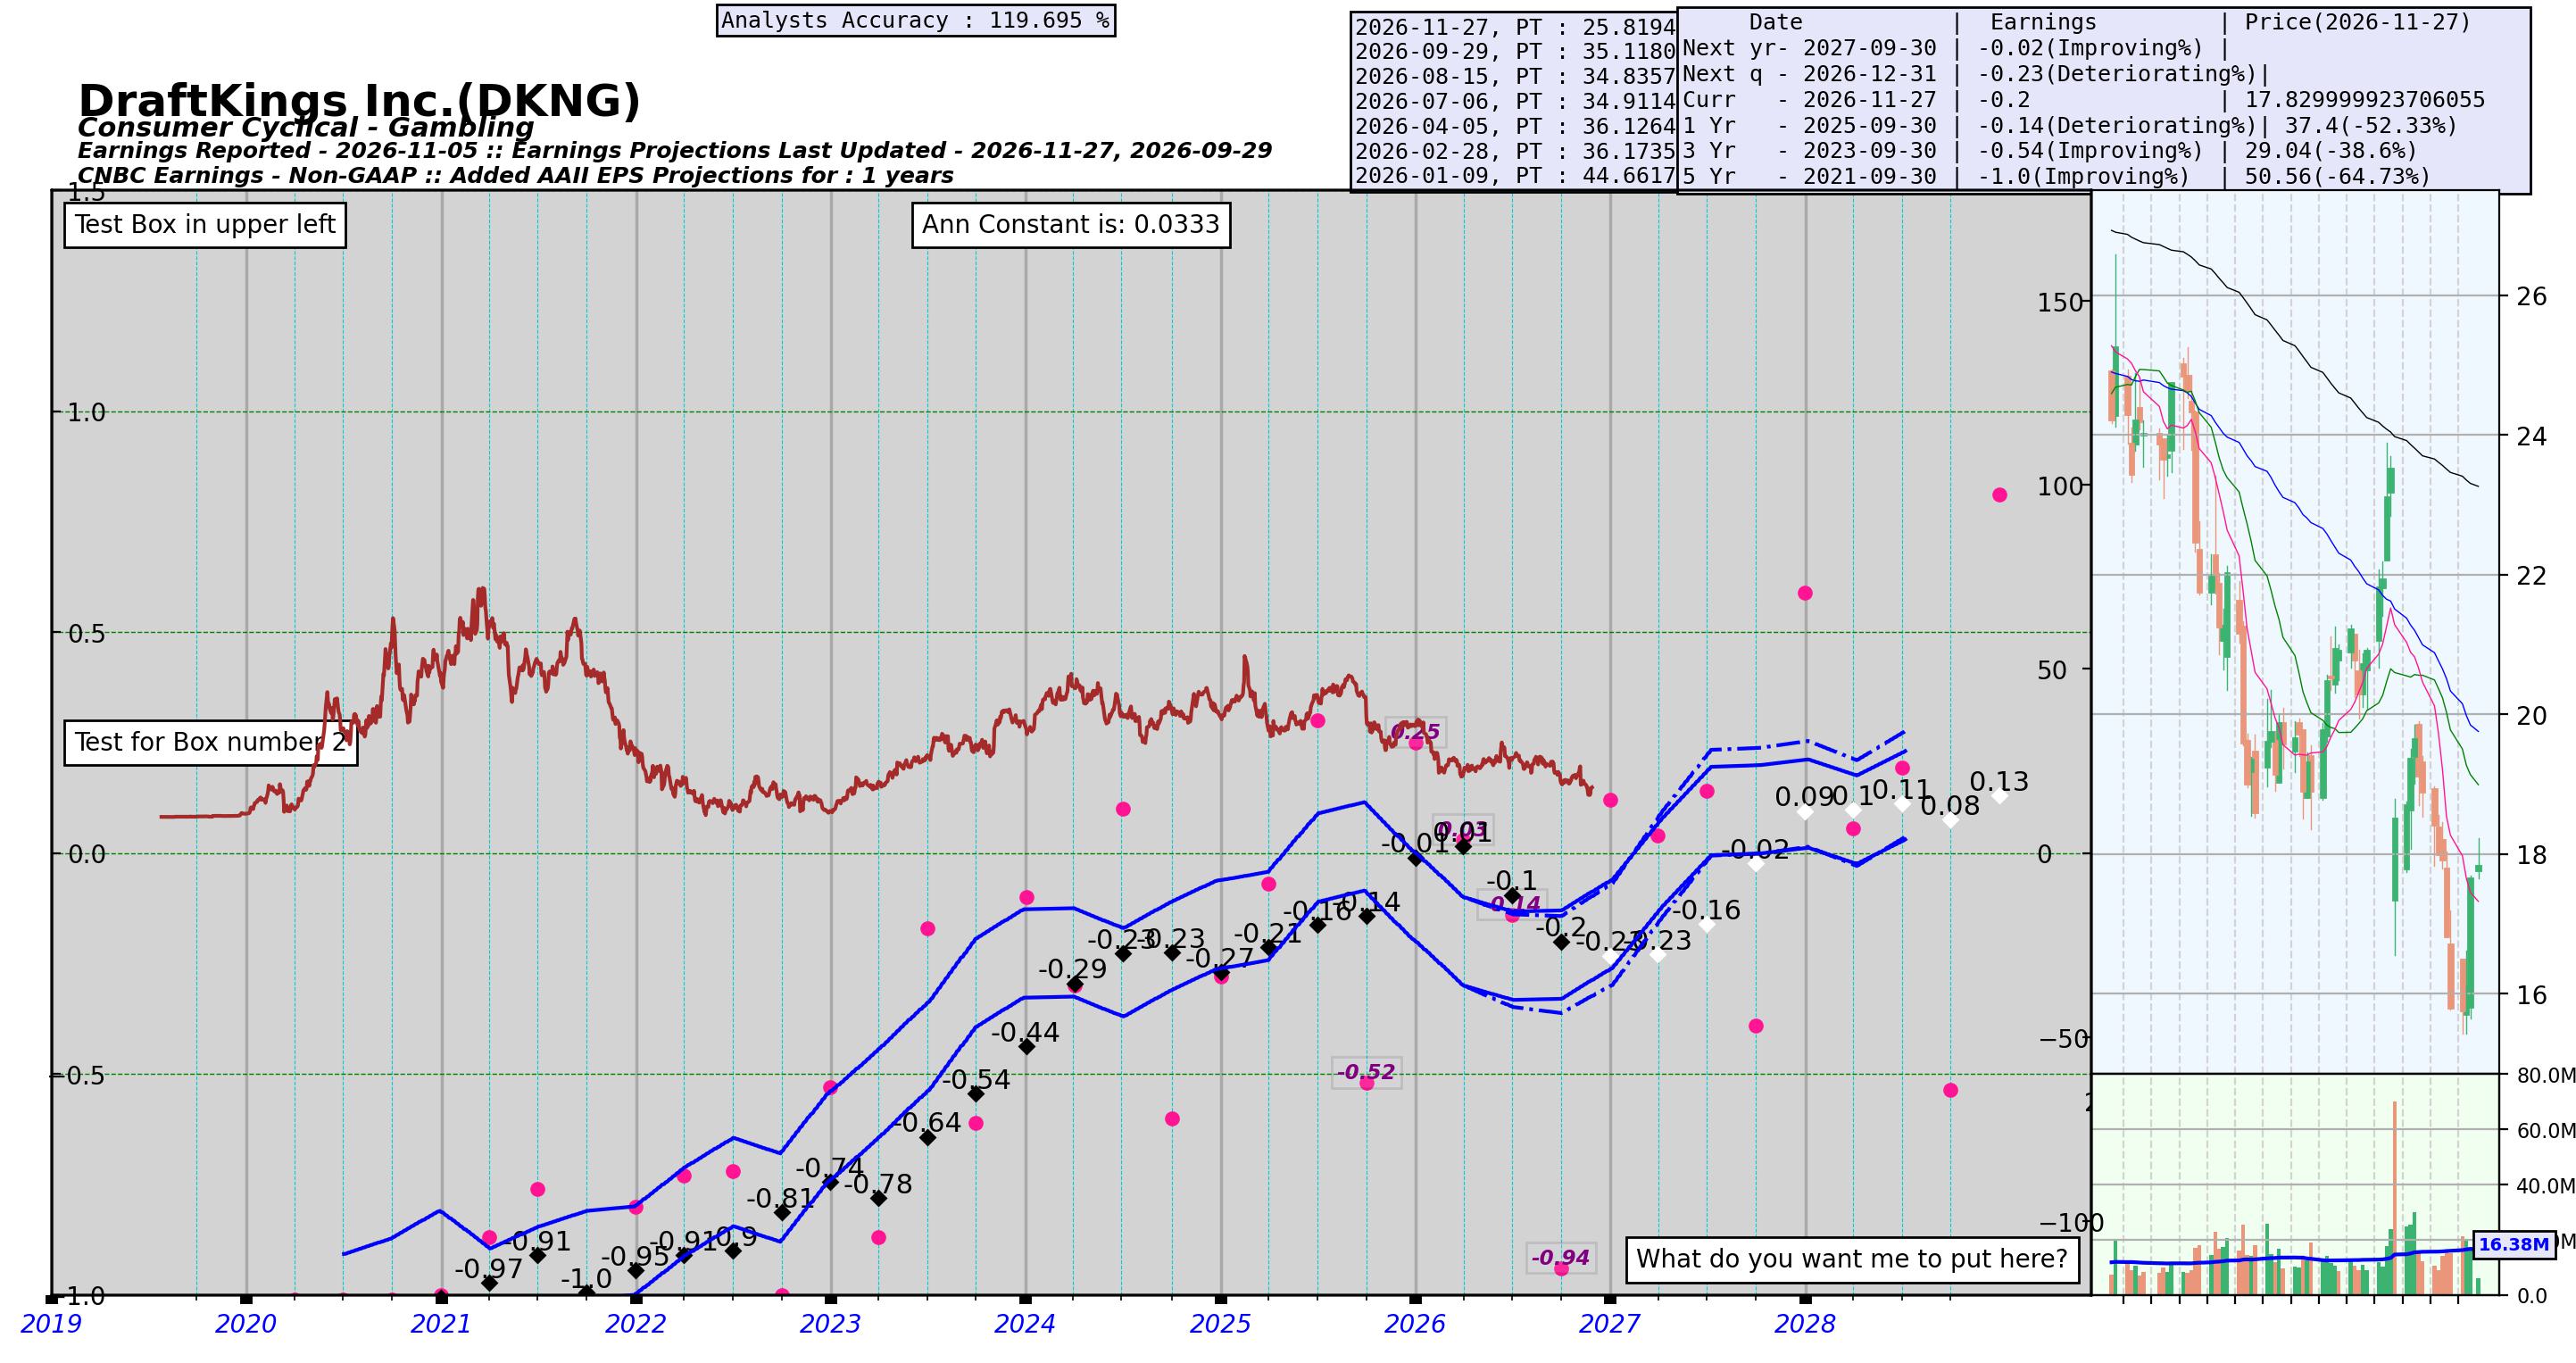 Analysts Accuracy : 119.695 %
DraftKings Inc.(DKNG)
Consumer Cyclical - Gambling
Earnings Reported - 2026-11-05 :: Earnings Projections Last Updated - 2026-11-27, 2026-09-29
CNBC Earnings - Non-GAAP :: Added AAII EPS Projections for : 1 years
2026-11-27, PT : 25.8194
2026-09-29, PT : 35.1180
2026-08-15, PT : 34.8357
2026-07-06, PT : 34.9114
2026-04-05, PT : 36.1264
2026-02-28, PT : 36.1735
2026-01-09, PT : 44.6617
Date | Earnings | Price(2026-11-27)
Next yr- 2027-09-30 | -0.02(Improving%) |
Next q - 2026-12-31 | -0.23(Deteriorating%)|
Curr - 2026-11-27 | -0.2 | 17.829999923706055
1 Yr - 2025-09-30 | -0.14(Deteriorating%)| 37.4(-52.33%)
3 Yr - 2023-09-30 | -0.54(Improving%) | 29.04(-38.6%)
5 Yr - 2021-09-30 | -1.0(Improving%) | 50.56(-64.73%)
Test Box in upper left
Ann Constant is: 0.0333
Test for Box number 2
What do you want me to put here?
1.5
1.0
0.5
0.0
-0.5
-1.0
-0.97
-0.91
-1.0
-0.95
-0.91
-0.9
-0.81
-0.74
-0.78
-0.64
-0.54
-0.44
-0.29
-0.23
-0.23
-0.27
-0.21
-0.16
-0.14
-0.01
0.01
-0.1
-0.2
-0.23
-0.23
-0.16
-0.02
0.09
0.1
0.11
0.08
0.13
0.25
0.03
-0.52
-0.94
150
100
50
0
−50
−100
26
24
22
20
18
16
80.0M
60.0M
40.0M
16.38M
0.0
2019
2020
2021
2022
2023
2024
2025
2026
2027
2028